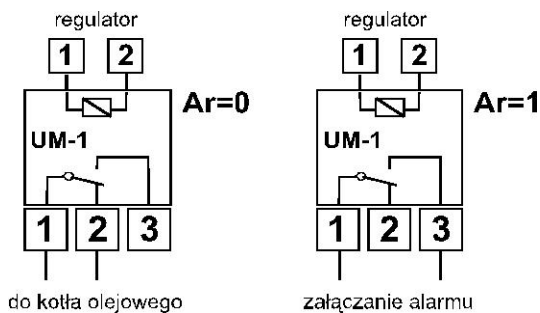 regulator regulator
1 2 1 2
Ar=0 Ar=1
UM-1 UM-1
1 2 3 1 2 3
do kotła olejowego załączanie alarmu